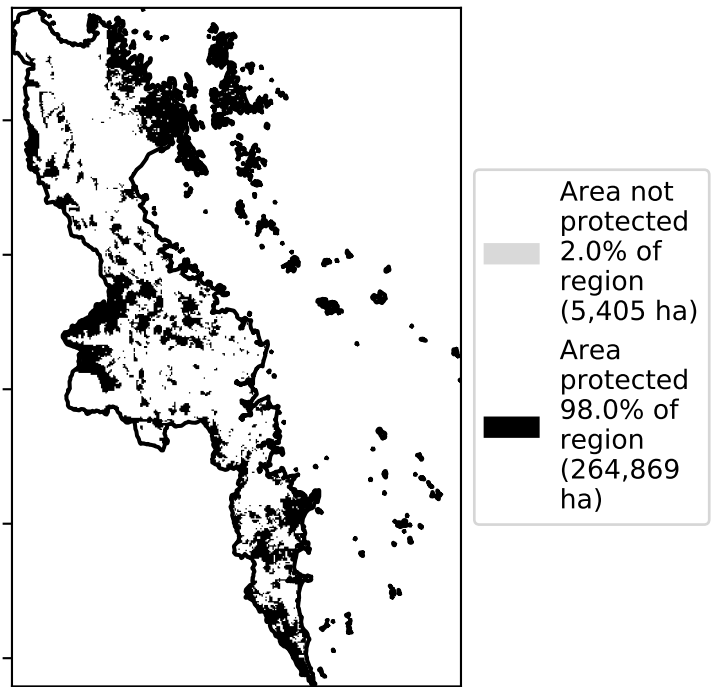 Area not
protected
2.0% of
region
(5,405 ha)
Area
protected
98.0% of
region
(264,869
ha)